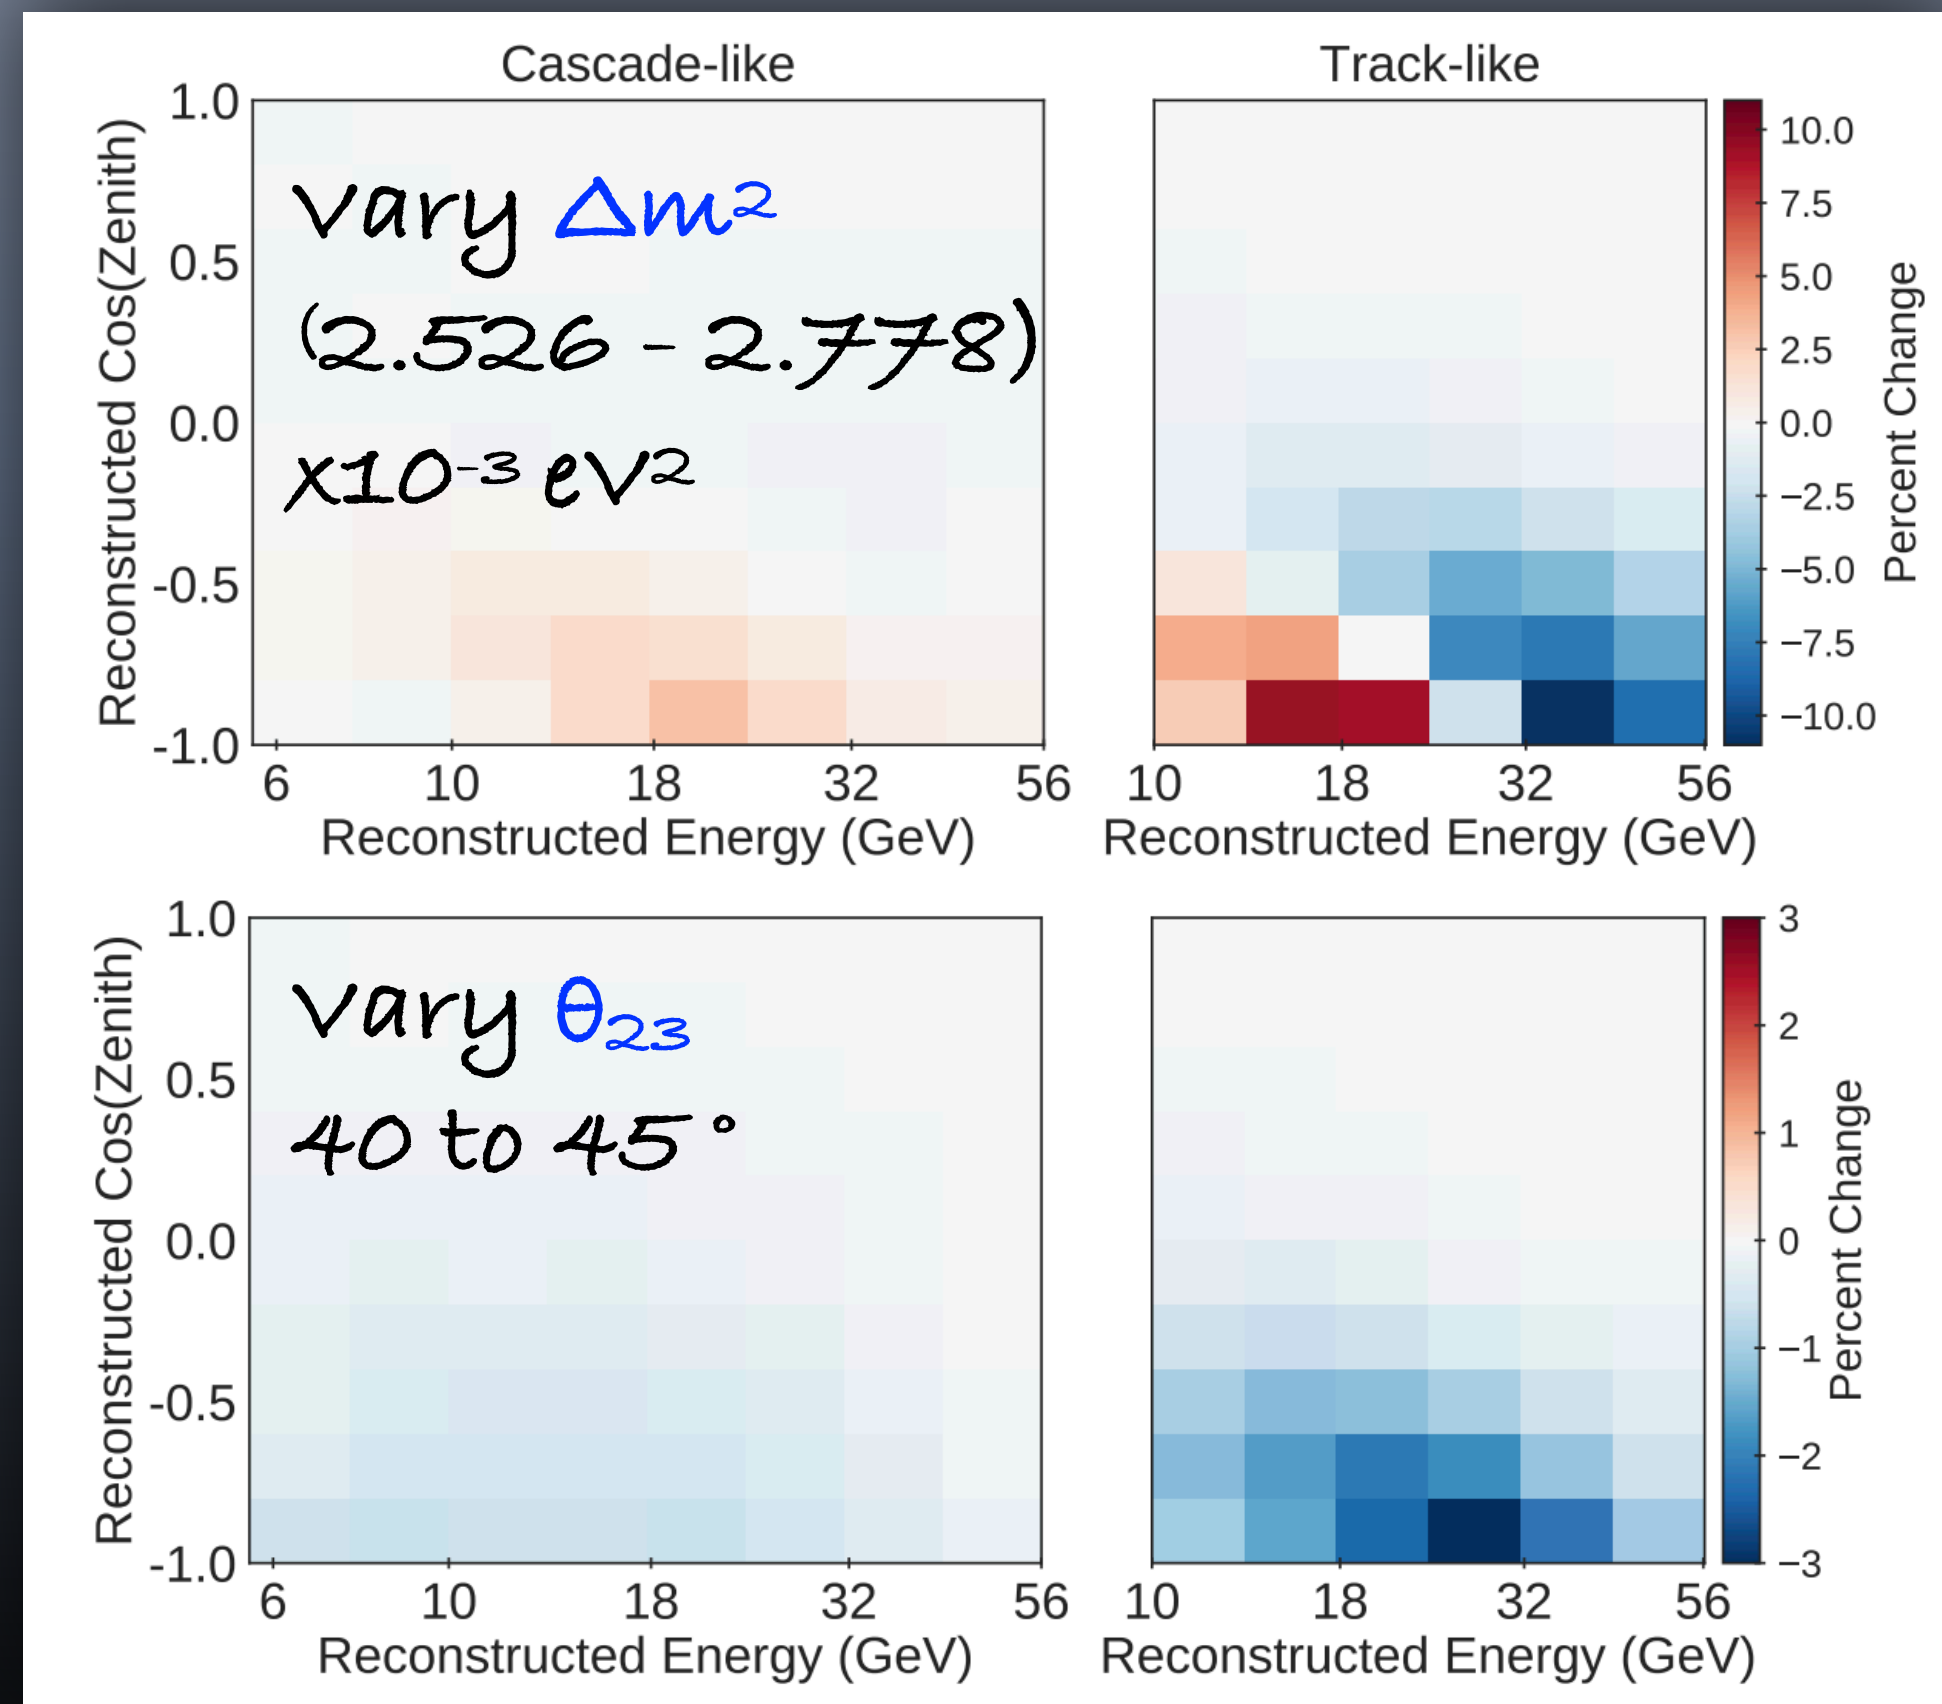 Cascade-like Track-like
1.0
0.5
0.0
-0.5
-1.0
Reconstructed Cos(Zenith)
vary Δm²
(2.526 - 2.778)
x10⁻³ eV²
6 10 18 32 56
Reconstructed Energy (GeV)
10 18 32 56
Reconstructed Energy (GeV)
10.0
7.5
5.0
2.5
0.0
−2.5
−5.0
−7.5
−10.0
Percent Change
1.0
0.5
0.0
-0.5
-1.0
Reconstructed Cos(Zenith)
vary θ₂₃
40 to 45°
6 10 18 32 56
Reconstructed Energy (GeV)
10 18 32 56
Reconstructed Energy (GeV)
3
2
1
0
−1
−2
−3
Percent Change